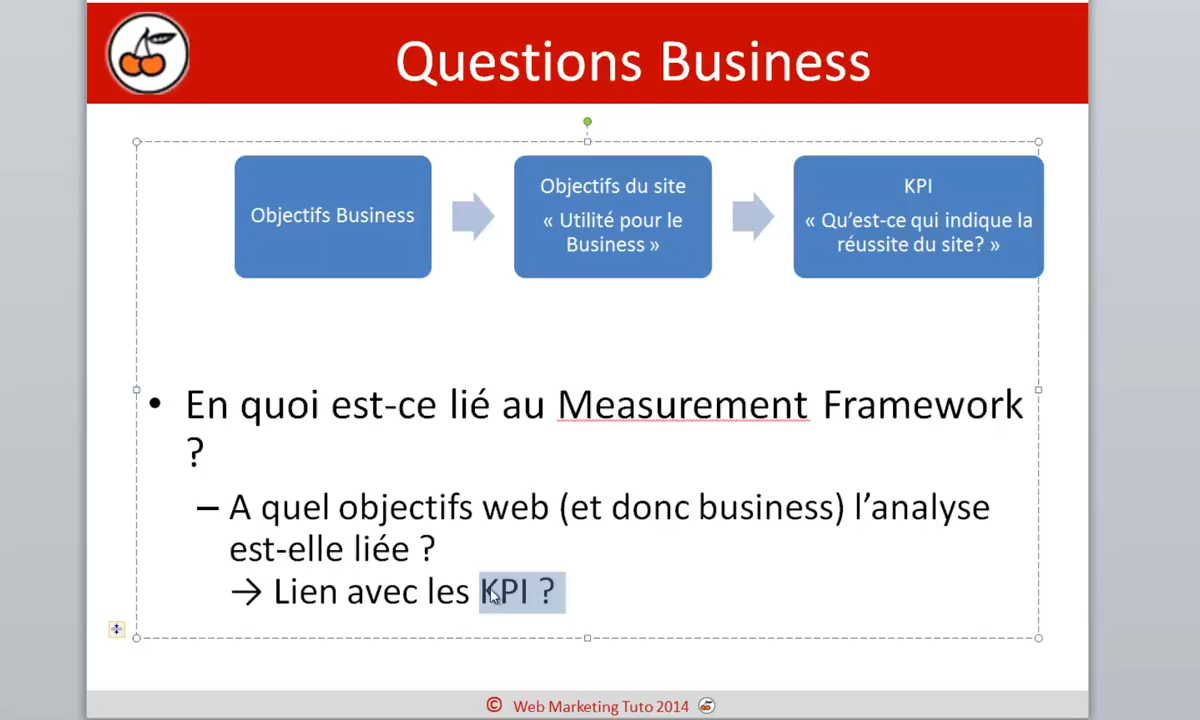 Questions Business
Objectifs Business
Objectifs du site
« Utilité pour le
Business »
KPI
« Qu’est-ce qui indique la
réussite du site? »
• En quoi est-ce lié au Measurement Framework
?
– A quel objectifs web (et donc business) l’analyse
est-elle liée ?
→ Lien avec les KPI ?
© Web Marketing Tuto 2014